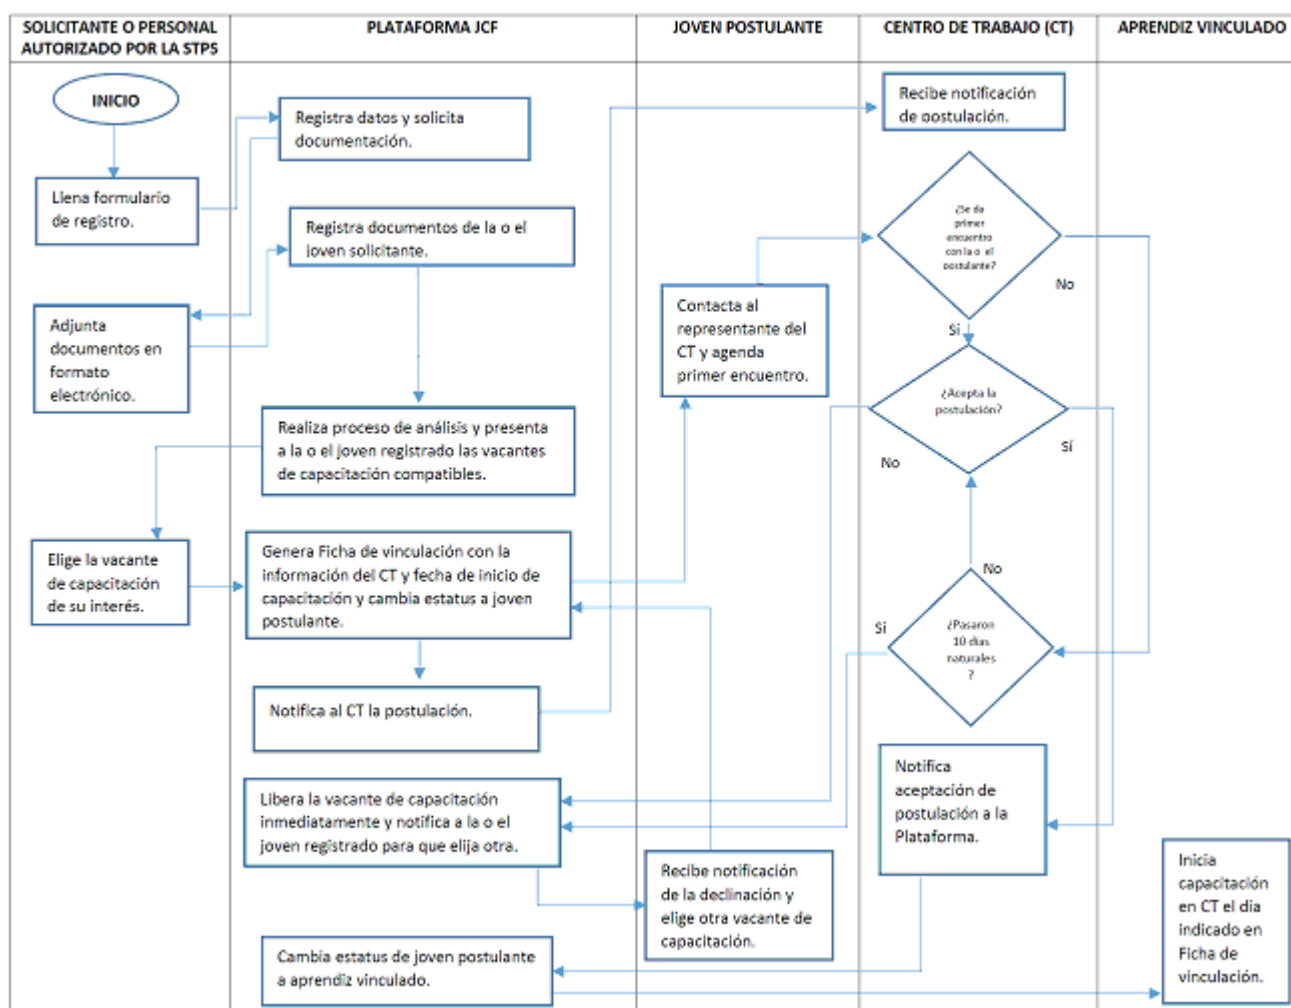 SOLICITANTE O PERSONAL
AUTORIZADO POR LA STPS
PLATAFORMA JCF
JOVEN POSTULANTE
CENTRO DE TRABAJO (CT)
APRENDIZ VINCULADO
INICIO
Registra datos y solicita
documentación.
Recibe notificación
de postulación.
Llena formulario
de registro.
Registra documentos de la o el
joven solicitante.
¿Se da
primer
encuentro
con la o el
postulante?
No
Sí
Adjunta
documentos en
formato
electrónico.
Contacta al
representante del
CT y agenda
primer encuentro.
¿Acepta la
postulación?
No
Sí
Realiza proceso de análisis y presenta
a la o el joven registrado las vacantes
de capacitación compatibles.
Elige la vacante
de capacitación
de su interés.
Genera Ficha de vinculación con la
información del CT y fecha de inicio de
capacitación y cambia estatus a joven
postulante.
No
Sí
¿Pasaron
10 días
naturales
?
Notifica al CT la postulación.
Libera la vacante de capacitación
inmediatamente y notifica a la o el
joven registrado para que elija otra.
Notifica
aceptación de
postulación a la
Plataforma.
Recibe notificación
de la declinación y
elige otra vacante de
capacitación.
Inicia
capacitación
en CT el día
indicado en
Ficha de
vinculación.
Cambia estatus de joven postulante
a aprendiz vinculado.